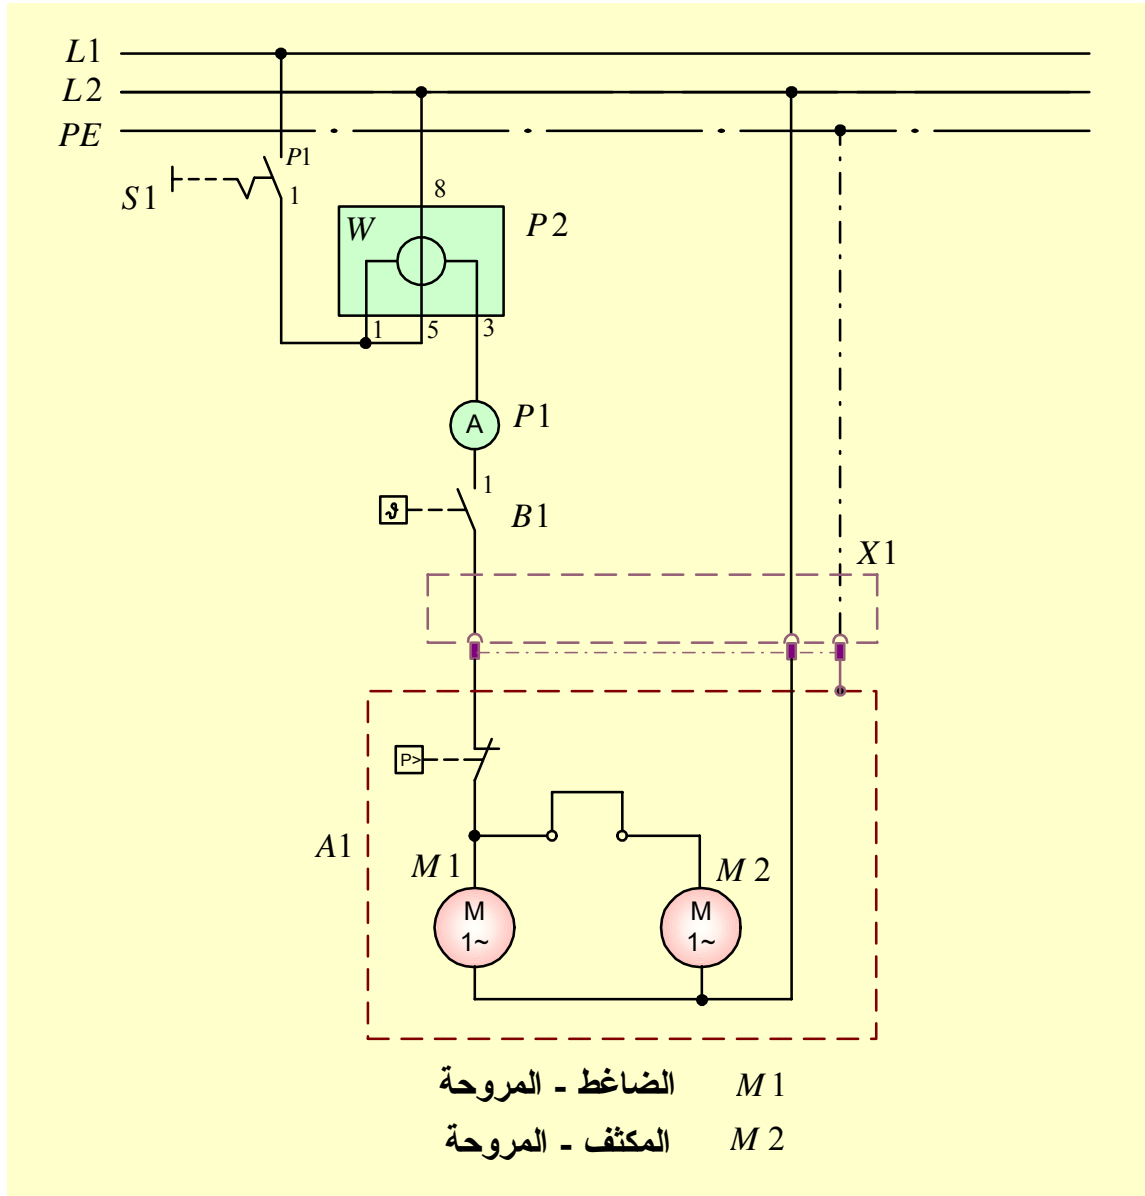 L1
L2
PE
P1
S1
1
8
W
P2
1 5 3
A
P1
1
ϑ
B1
X1
P>
A1
M1
M2
M
1~
M
1~
الضاغط - المروحة M1
المكثف - المروحة M2